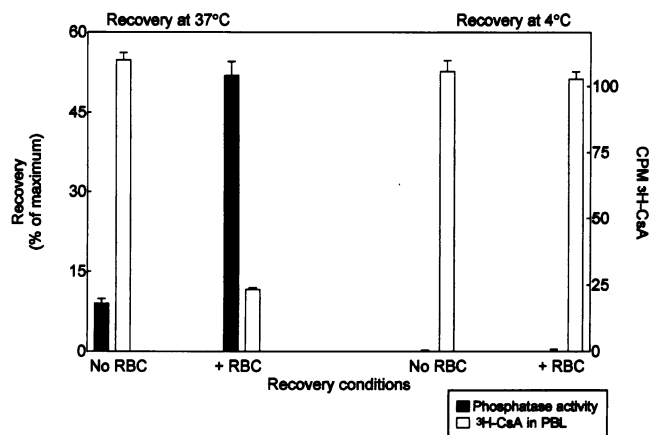 Recovery at 37°C
Recovery at 4°C
60
45
30
15
0
Recovery
(% of maximum)
100
75
50
25
0
CPM ³H-CsA
No RBC
+ RBC
No RBC
+ RBC
Recovery conditions
Phosphatase activity
³H-CsA in PBL